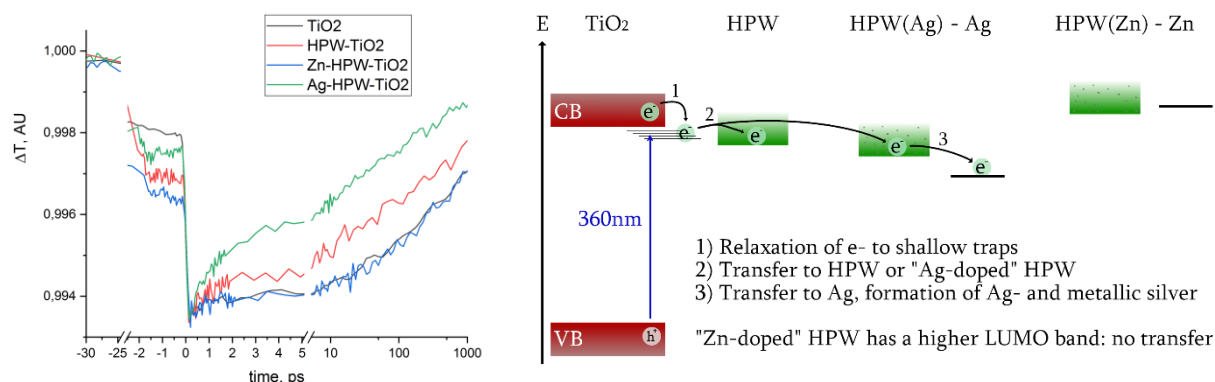 TiO2
HPW-TiO2
Zn-HPW-TiO2
Ag-HPW-TiO2
1,000
0,998
0,996
0,994
ΔT, AU
-30 -25 -2 -1 0 1 2 3 4 5 10 100 1000
time, ps
E TiO₂ HPW HPW(Ag) - Ag HPW(Zn) - Zn
CB e⁻ 1 e⁻ 2 e⁻ e⁻ 3 e⁻
360nm
1) Relaxation of e- to shallow traps
2) Transfer to HPW or "Ag-doped" HPW
3) Transfer to Ag, formation of Ag- and metallic silver
VB h⁺ "Zn-doped" HPW has a higher LUMO band: no transfer